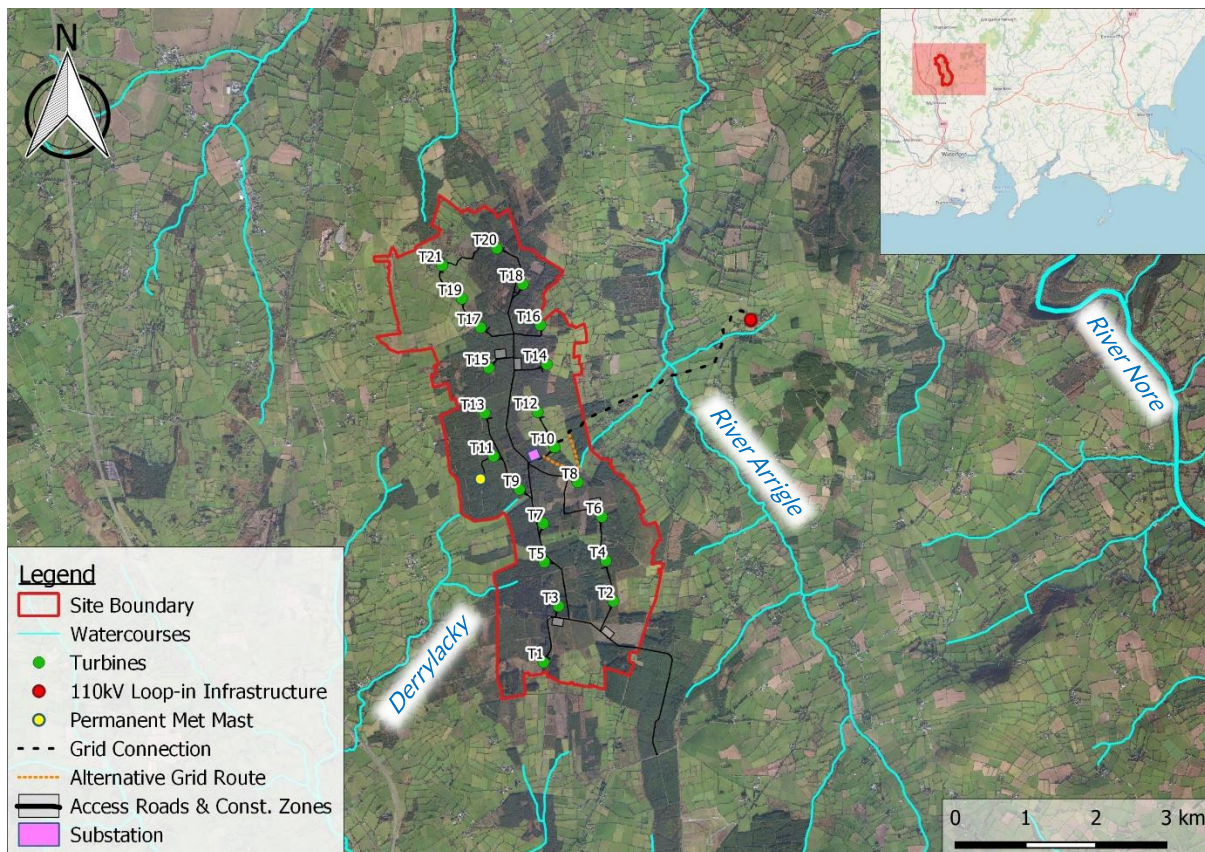 N
T20
T21
T18
T19
T17
T16
T15
T14
T13
T12
T11
T10
T9
T8
T7
T6
T5
T4
T3
T2
T1
River Nore
River Arrigle
Derrylacky
Waterford
Legend
Site Boundary
Watercourses
Turbines
110kV Loop-in Infrastructure
Permanent Met Mast
Grid Connection
Alternative Grid Route
Access Roads & Const. Zones
Substation
0 1 2 3 km